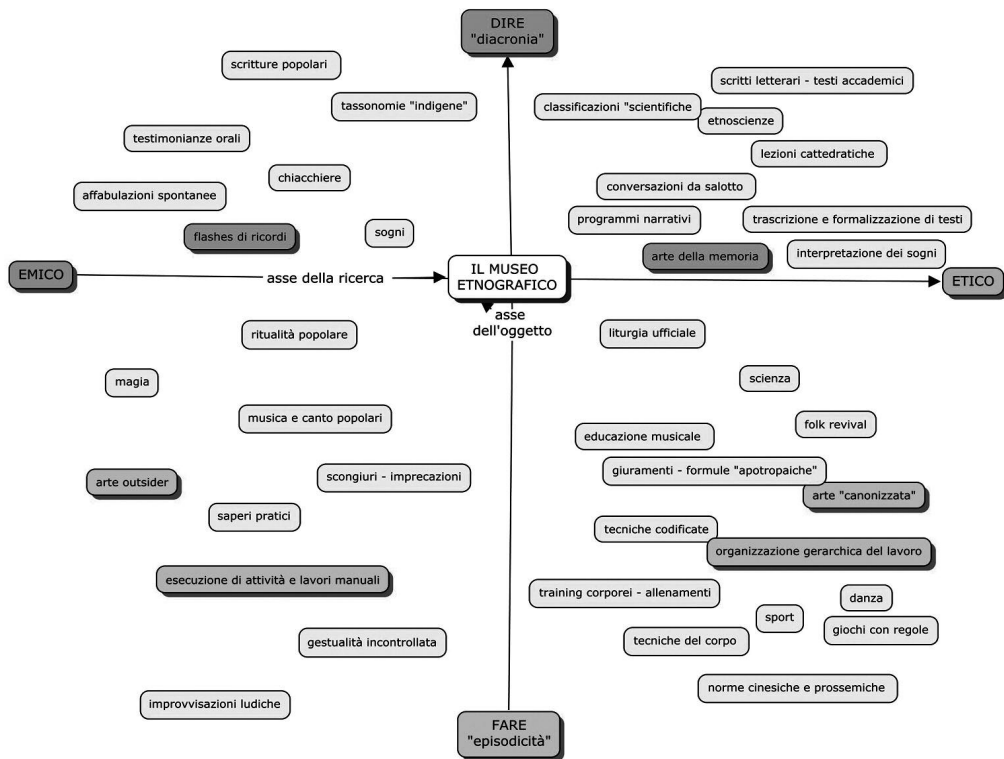 DIRE
"diacronia"
scritture popolari
scritti letterari - testi accademici
tassonomie "indigene"
classificazioni "scientifiche
etnoscienze
testimonianze orali
lezioni cattedratiche
chiacchiere
conversazioni da salotto
affabulazioni spontanee
programmi narrativi
trascrizione e formalizzazione di testi
flashes di ricordi
sogni
arte della memoria
interpretazione dei sogni
EMICO
asse della ricerca
IL MUSEO
ETNOGRAFICO
ETICO
asse
dell'oggetto
ritualità popolare
liturgia ufficiale
magia
scienza
musica e canto popolari
folk revival
educazione musicale
scongiuri - imprecazioni
giuramenti - formule "apotropaiche"
arte outsider
arte "canonizzata"
saperi pratici
tecniche codificate
organizzazione gerarchica del lavoro
esecuzione di attività e lavori manuali
training corporei - allenamenti
danza
sport
giochi con regole
gestualità incontrollata
tecniche del corpo
norme cinesiche e prossemiche
improvvisazioni ludiche
FARE
"episodicità"